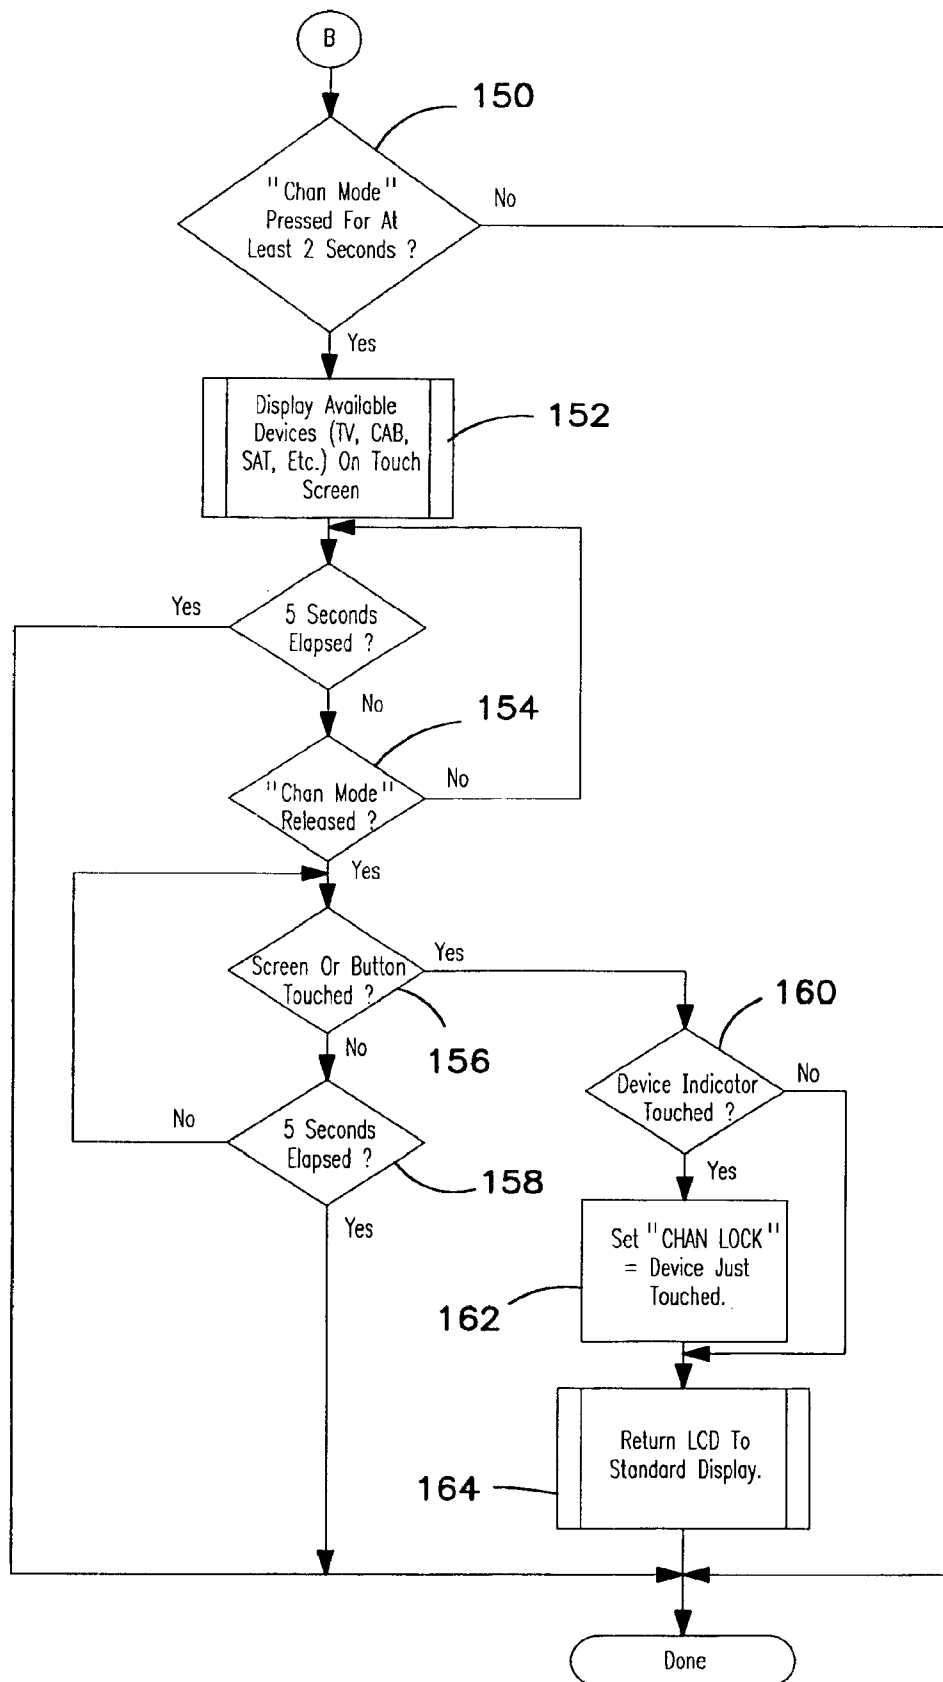 B
150
"Chan Mode"
Pressed For At
Least 2 Seconds ?
No
Yes
Display Available
Devices (TV, CAB,
SAT, Etc.) On Touch
Screen
152
Yes
5 Seconds
Elapsed ?
No
154
"Chan Mode"
Released ?
No
Yes
Screen Or Button
Touched ?
Yes
156
No
160
Device Indicator
Touched ?
No
No
5 Seconds
Elapsed ?
158
Yes
Yes
Set "CHAN LOCK"
= Device Just
Touched.
162
Return LCD To
Standard Display.
164
Done